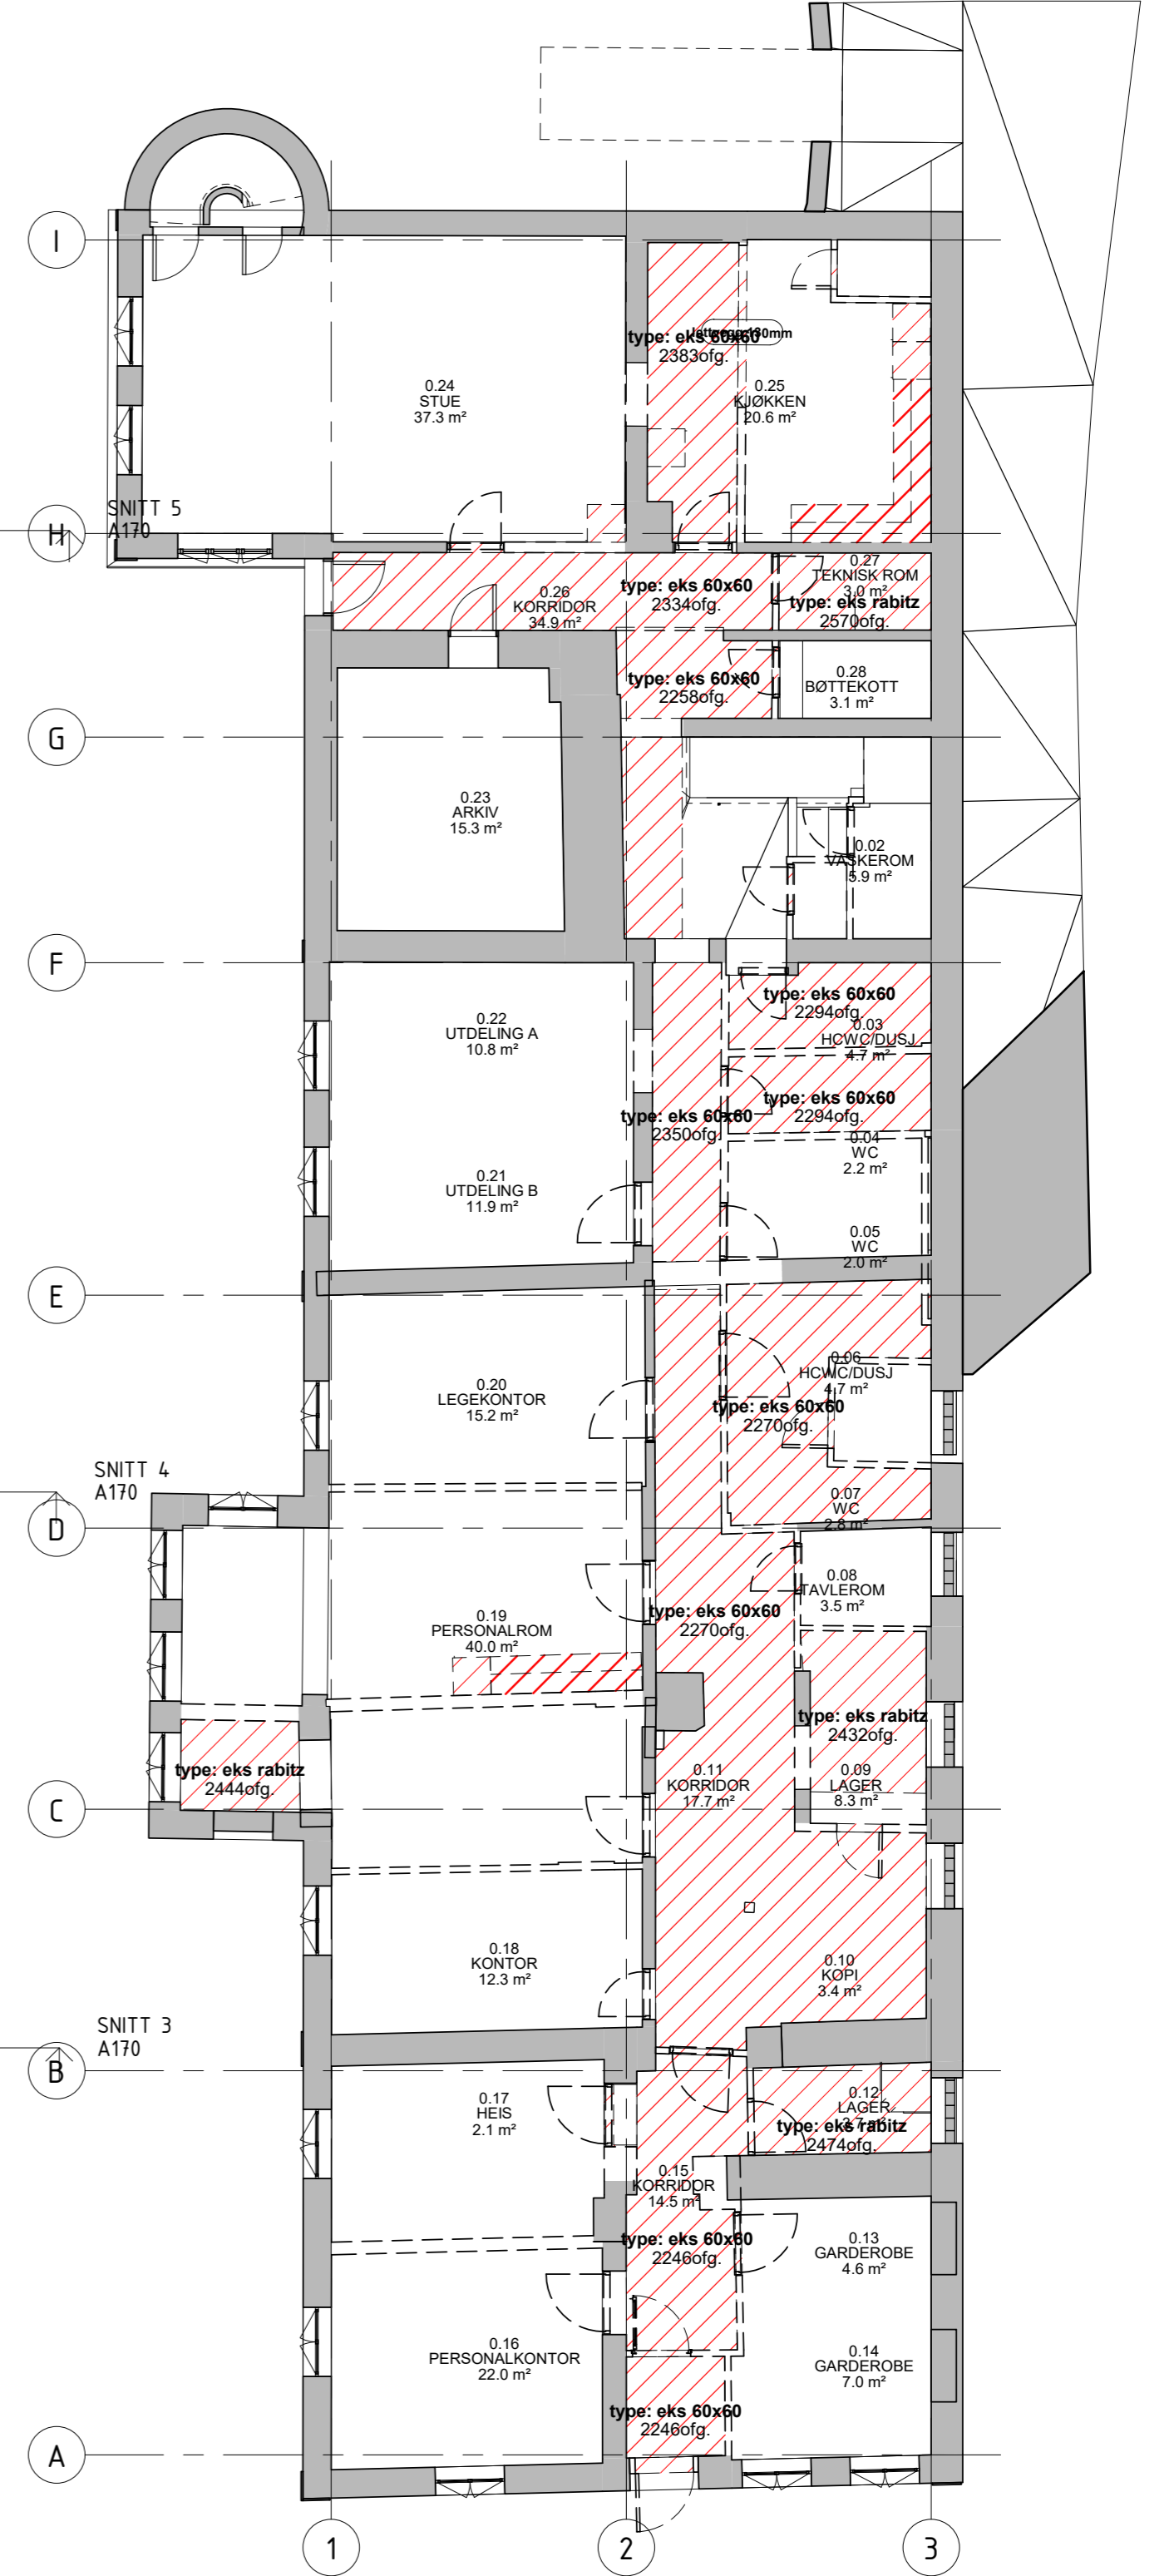 I
type: eks 60x60
lettvegg 130mm
2383ofg.
0.24
STUE
37.3 m²
0.25
KJØKKEN
20.6 m²
SNITT 5
A170
H
0.27
TEKNISK ROM
3.0 m²
type: eks rabitz
2570ofg.
type: eks 60x60
2334ofg.
0.26
KORRIDOR
34.9 m²
type: eks 60x60
2258ofg.
0.28
BØTTEKOTT
3.1 m²
G
0.23
ARKIV
15.3 m²
0.02
VASKEROM
5.9 m²
F
type: eks 60x60
2294ofg.
0.03
HCWC/DUSJ
4.7 m²
0.22
UTDELING A
10.8 m²
type: eks 60x60
2294ofg.
type: eks 60x60
2350ofg.
0.04
WC
2.2 m²
0.21
UTDELING B
11.9 m²
0.05
WC
2.0 m²
E
0.06
HCWC/DUSJ
4.7 m²
0.20
LEGEKONTOR
15.2 m²
type: eks 60x60
2270ofg.
SNITT 4
A170
0.07
WC
2.8 m²
D
0.08
TAVLEROM
3.5 m²
type: eks 60x60
2270ofg.
0.19
PERSONALROM
40.0 m²
type: eks rabitz
2432ofg.
type: eks rabitz
2444ofg.
0.11
KORRIDOR
17.7 m²
0.09
LAGER
8.3 m²
C
0.18
KONTOR
12.3 m²
0.10
KOPI
3.4 m²
SNITT 3
A170
B
0.17
HEIS
2.1 m²
0.12
LAGER
3.7 m²
type: eks rabitz
2474ofg.
0.15
KORRIDOR
14.5 m²
type: eks 60x60
2246ofg.
0.13
GARDEROBE
4.6 m²
0.16
PERSONALKONTOR
22.0 m²
0.14
GARDEROBE
7.0 m²
type: eks 60x60
2246ofg.
A
1
2
3